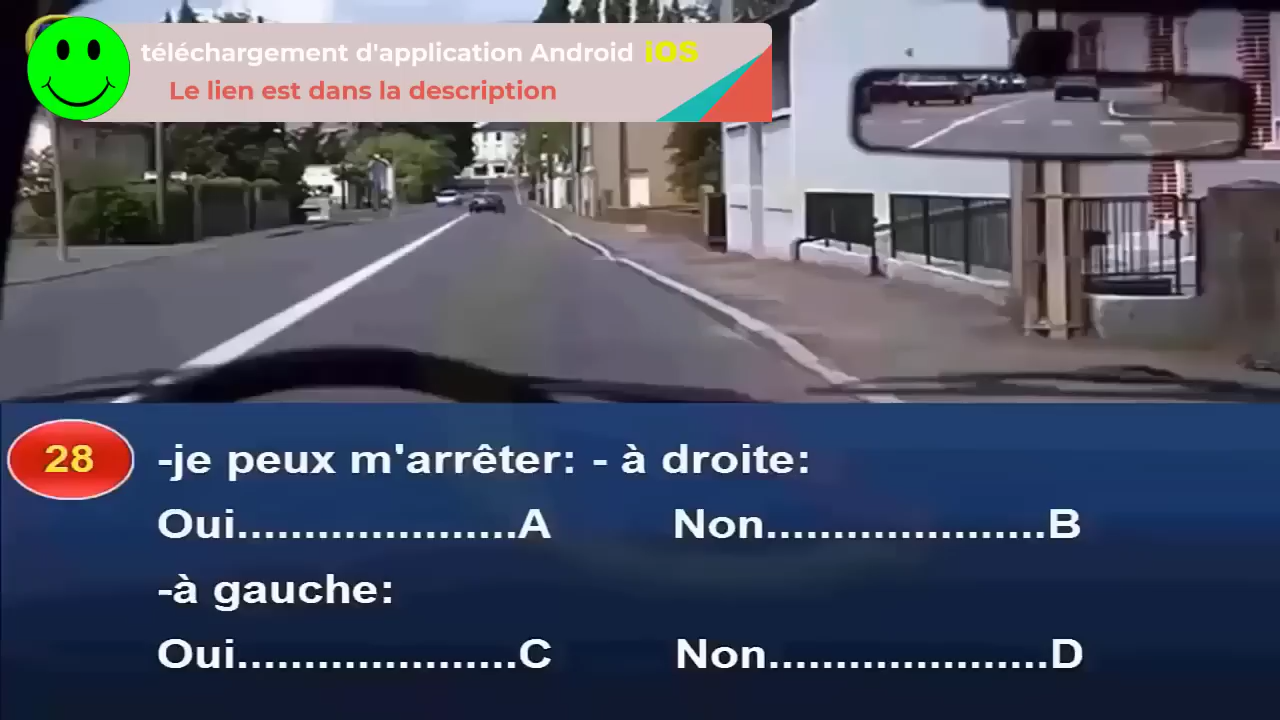 téléchargement d'application Android iOS
Le lien est dans la description
28 -je peux m'arrêter: - à droite:
Oui.....................A Non.....................B
-à gauche:
Oui.....................C Non.....................D